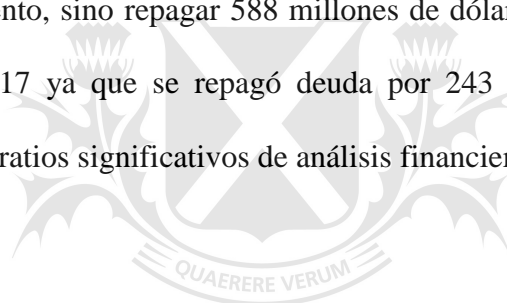 ento, sino repagar 588 millones de dólar
17 ya que se repagó deuda por 243
ratios significativos de análisis financier
QUAERERE VERUM